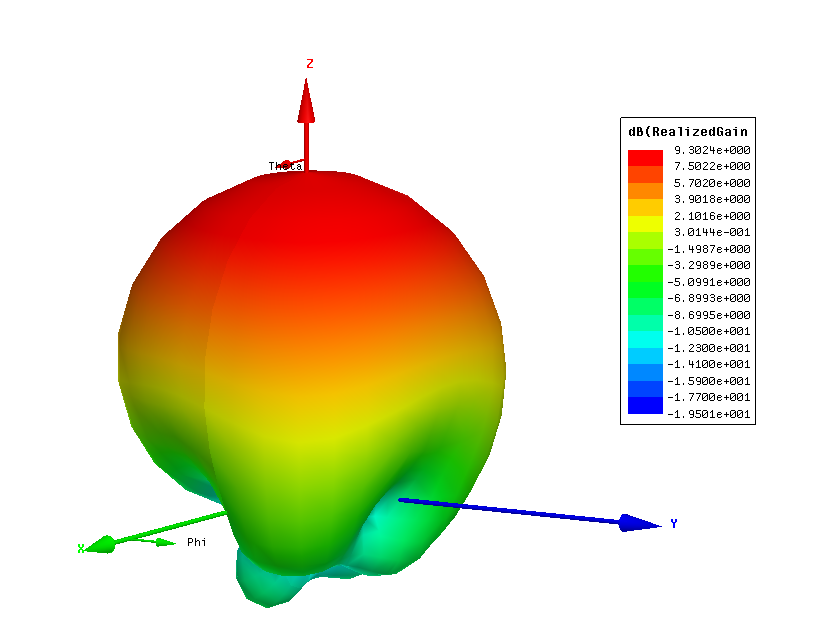 Z
Theta
X
Phi
Y
dB(RealizedGain
9.3024e+000
7.5022e+000
5.7020e+000
3.9018e+000
2.1016e+000
3.0144e-001
-1.4987e+000
-3.2989e+000
-5.0991e+000
-6.8993e+000
-8.6995e+000
-1.0500e+001
-1.2300e+001
-1.4100e+001
-1.5900e+001
-1.7700e+001
-1.9501e+001